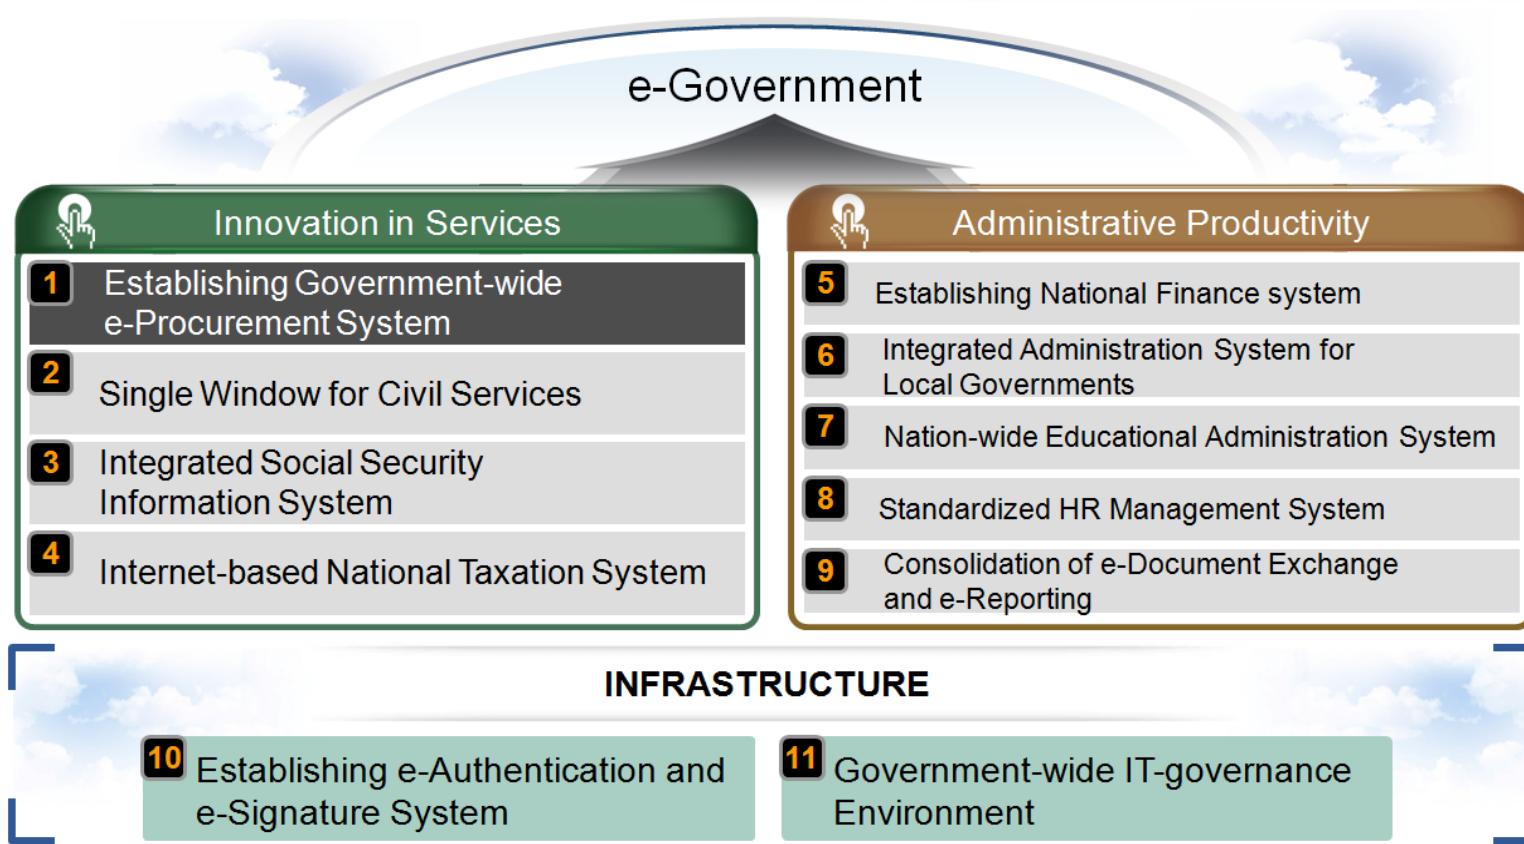 e-Government
Innovation in Services
1
Establishing Government-wide
e-Procurement System
2
Single Window for Civil Services
3
Integrated Social Security
Information System
4
Internet-based National Taxation System
Administrative Productivity
5
Establishing National Finance system
6
Integrated Administration System for
Local Governments
7
Nation-wide Educational Administration System
8
Standardized HR Management System
9
Consolidation of e-Document Exchange
and e-Reporting
INFRASTRUCTURE
10
Establishing e-Authentication and
e-Signature System
11
Government-wide IT-governance
Environment